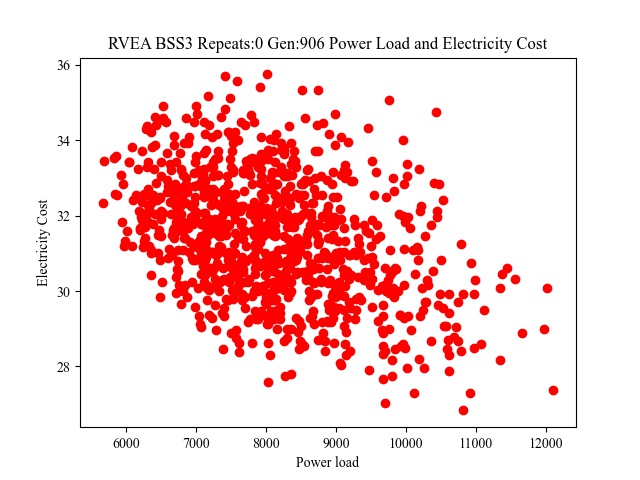 RVEA BSS3 Repeats:0 Gen:906 Power Load and Electricity Cost
36
34
32
30
28
Electricity Cost
6000 7000 8000 9000 10000 11000 12000
Power load